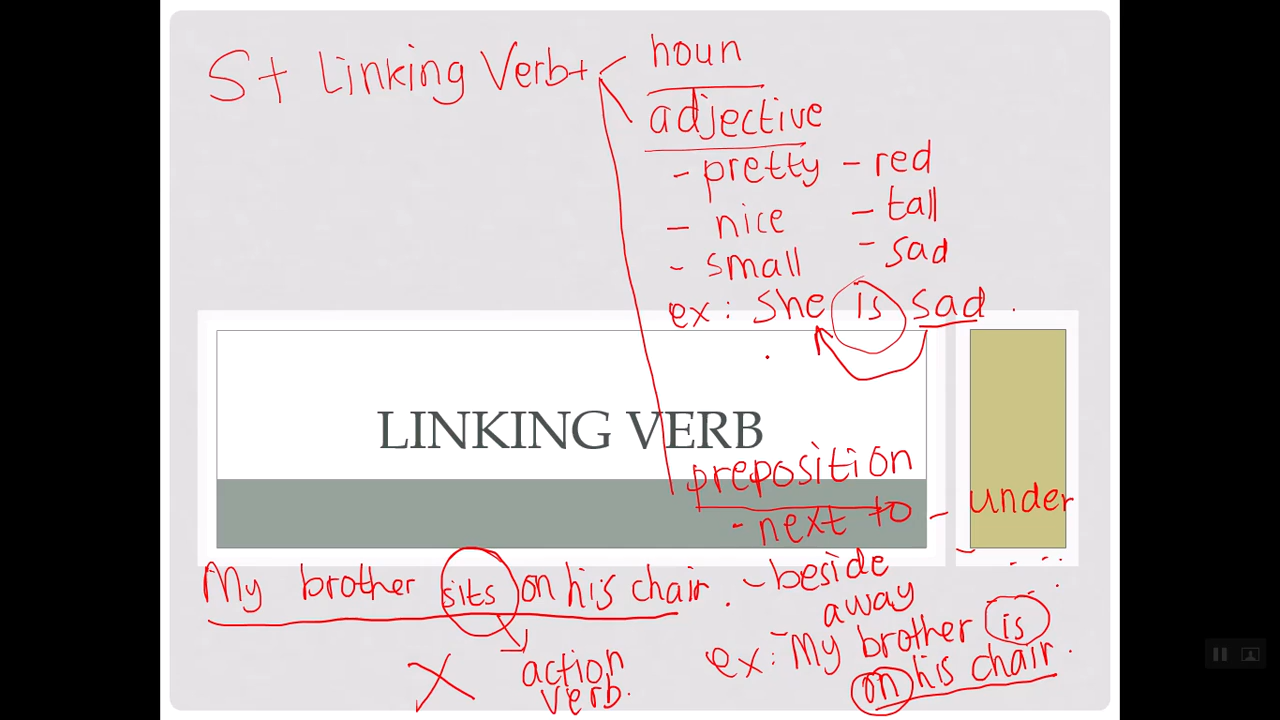 S + Linking Verb +
noun
adjective
- pretty - red
- nice - tall
- small - sad
ex : She is sad .
LINKING VERB
preposition
- next to - under
- beside
- away
ex : My brother is
on his chair .
My brother sits on his chair .
X action
verb .